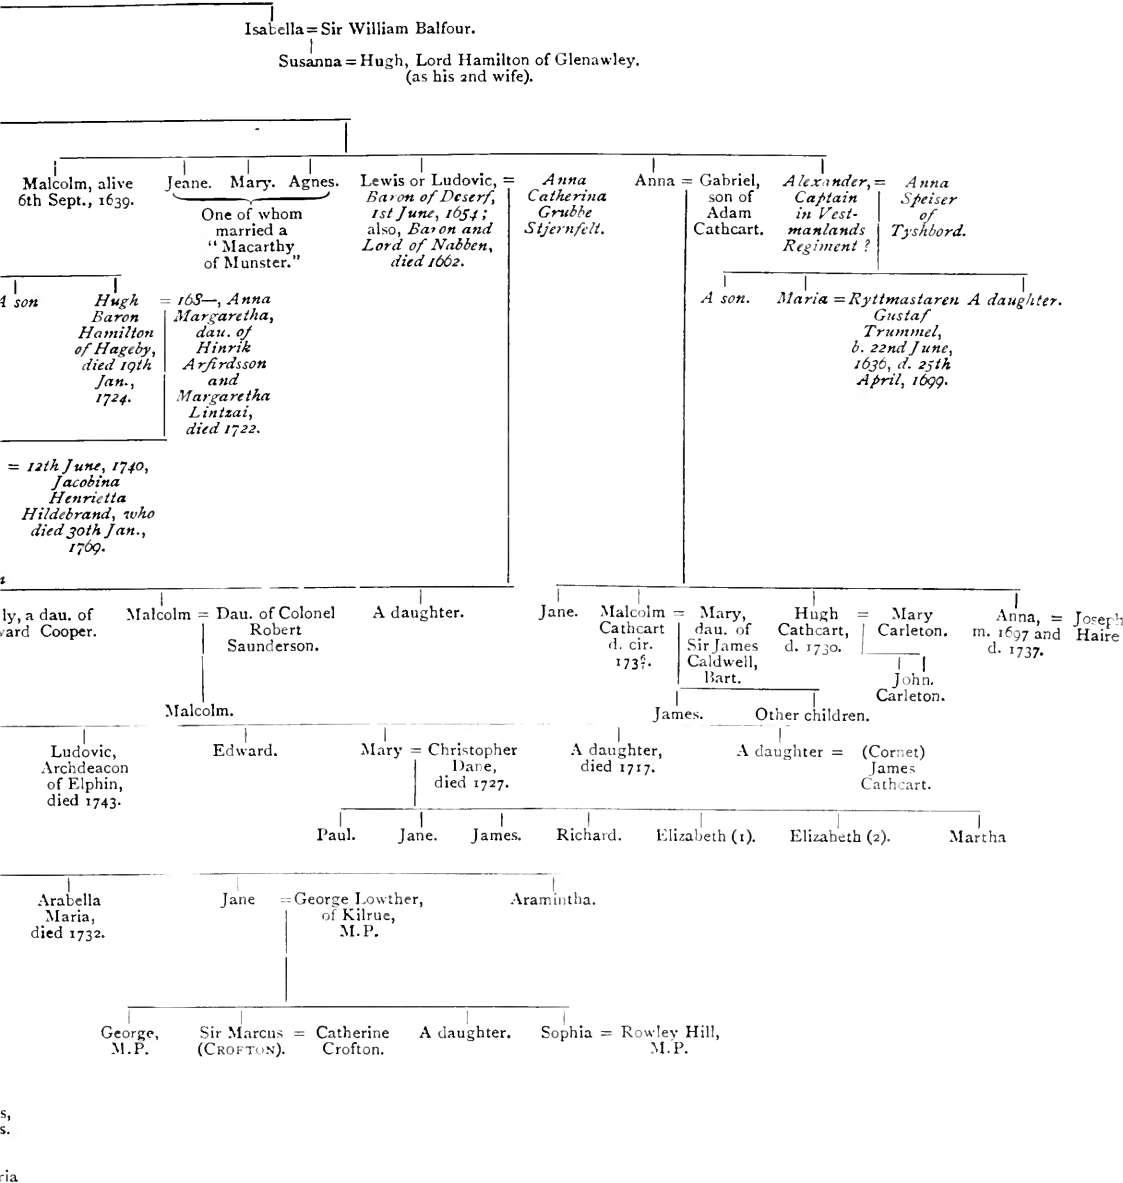 Isabella = Sir William Balfour.
Susanna = Hugh, Lord Hamilton of Glenawley.
(as his 2nd wife).
Malcolm, alive
6th Sept., 1639.
Jeane. Mary. Agnes.
One of whom
married a
"Macarthy
of Munster."
Lewis or Ludovic, =
Baron of Deserf,
1st June, 1654;
also, Baron and
Lord of Nabben,
died 1662.
Anna
Catherina
Grubbe
Stjernfelt.
Anna = Gabriel,
son of
Adam
Cathcart.
Alexander, =
Captain
in Vest-
manlands
Regiment ?
Anna
Speiser
of
Tyshbord.
A son
Hugh
Baron
Hamilton
of Hageby,
died 19th
Jan.,
1724.
= 168—, Anna
Margaretha,
dau. of
Hinrik
Arfirdsson
and
Margaretha
Lintzai,
died 1722.
A son.
Maria = Ryttmastaren
Gustaf
Trummel,
b. 22nd June,
1636, d. 25th
April, 1699.
A daughter.
= 12th June, 1740,
Jacobina
Henrietta
Hildebrand, who
died 30th Jan.,
1769.
ly, a dau. of
ward Cooper.
Malcolm = Dau. of Colonel
Robert
Saunderson.
Malcolm.
A daughter.
Jane.
Malcolm =
Cathcart
d. cir.
Mary,
dau. of
Sir James
Caldwell,
Bart.
James.
Other children.
Hugh =
Cathcart,
d. 1730.
Mary
Carleton.
John.
Carleton.
Anna, =
m. 1697 and
d. 1737.
Joseph
Haire
Ludovic,
Archdeacon
of Elphin,
died 1743.
Edward.
Mary = Christopher
Dane,
died 1727.
A daughter,
died 1717.
A daughter =
(Cornet)
James
Cathcart.
Paul. Jane. James. Richard. Elizabeth (1). Elizabeth (2). Martha
Arabella
Maria,
died 1732.
Jane = George Lowther,
of Kilrue,
M.P.
Aramintha.
George,
M.P.
Sir Marcus =
(CROFTON).
Catherine
Crofton.
A daughter.
Sophia = Rowley Hill,
M.P.
s,
s.
ria